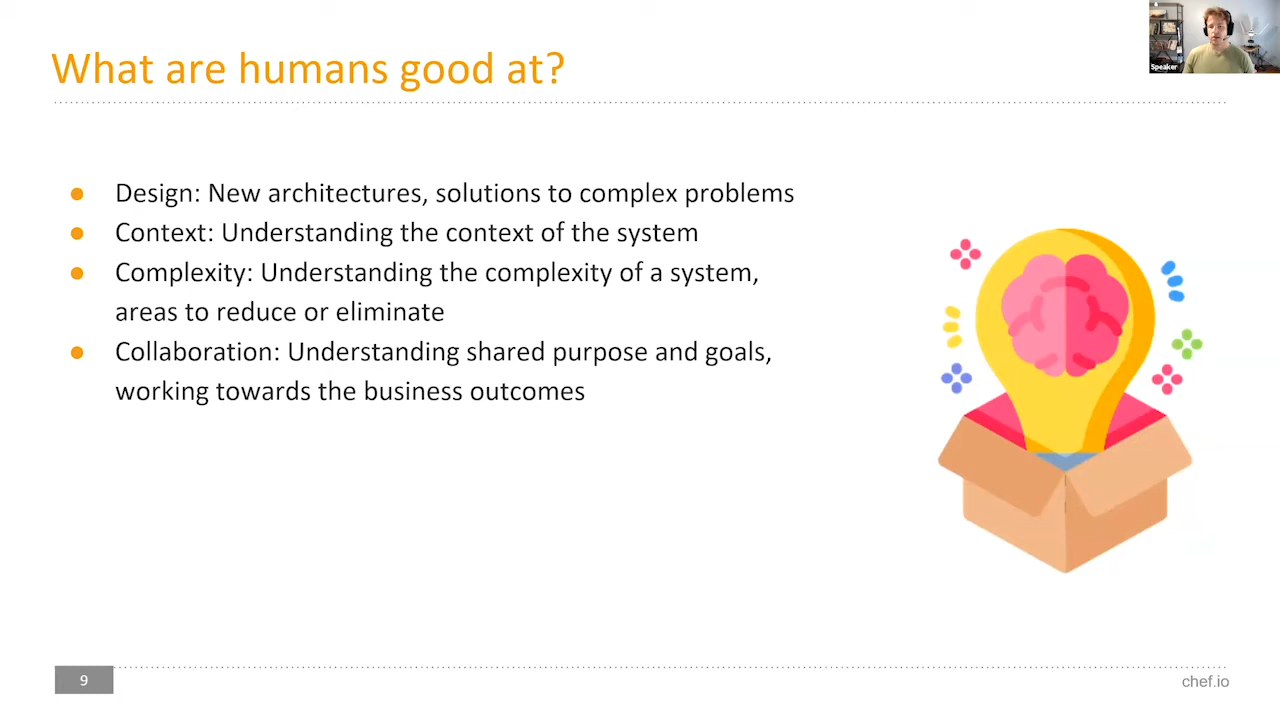 What are humans good at?
Speaker
Design: New architectures, solutions to complex problems
Context: Understanding the context of the system
Complexity: Understanding the complexity of a system,
areas to reduce or eliminate
Collaboration: Understanding shared purpose and goals,
working towards the business outcomes
9
chef.io